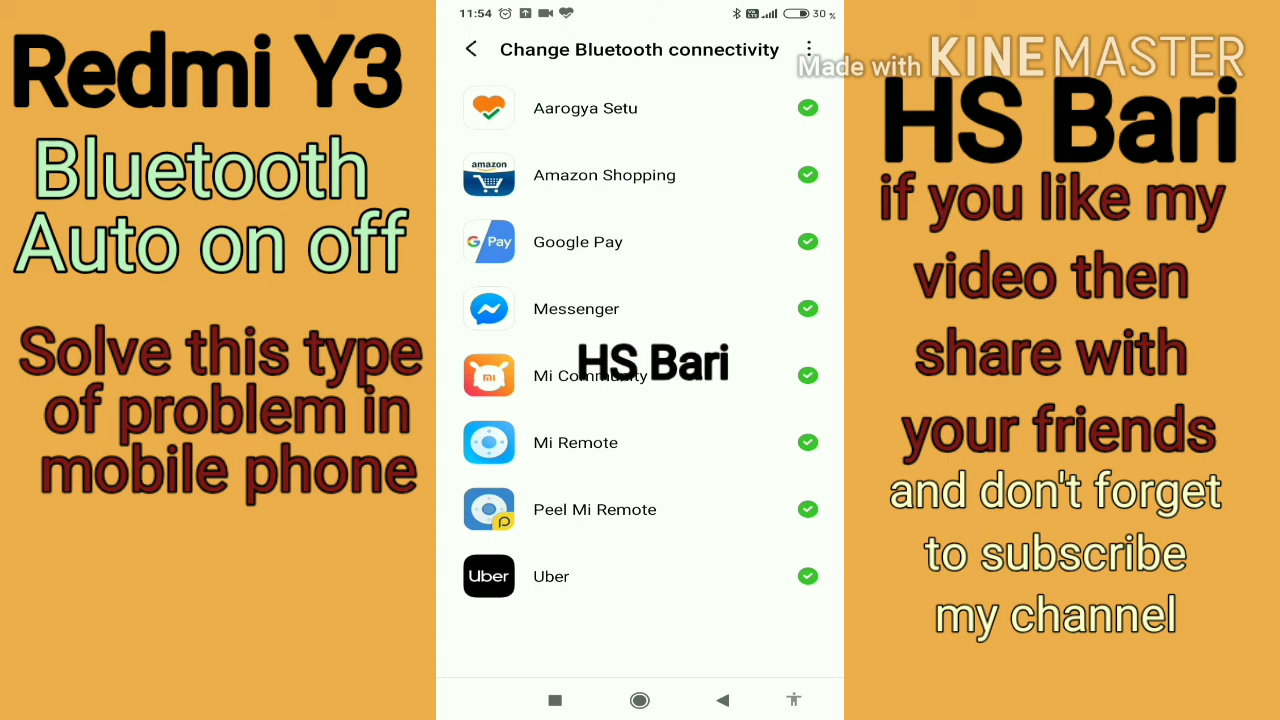 Redmi Y3
Bluetooth
Auto on off
Solve this type
of problem in
mobile phone
11:54
30 %
Change Bluetooth connectivity
Aarogya Setu
amazon
Amazon Shopping
G Pay
Google Pay
Messenger
HS Bari
mi
Mi Community
Mi Remote
Peel Mi Remote
Uber
Uber
Made with KINEMASTER
HS Bari
if you like my
video then
share with
your friends
and don't forget
to subscribe
my channel